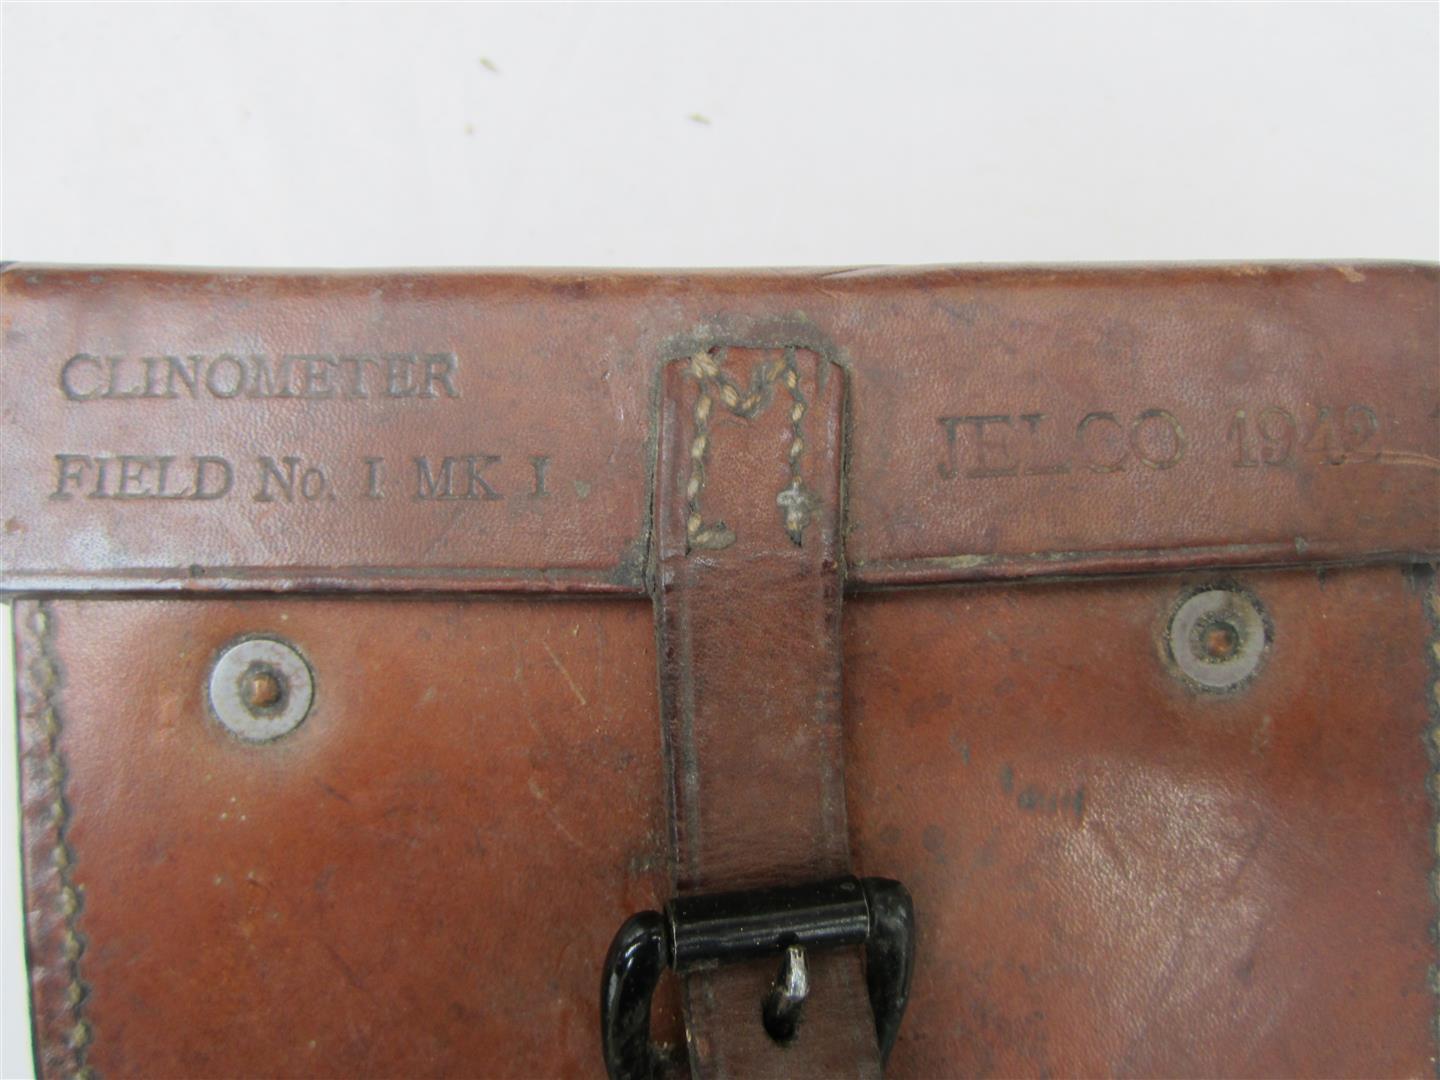 CLINOMETER
FIELD No. I MK I
JELCO 1942